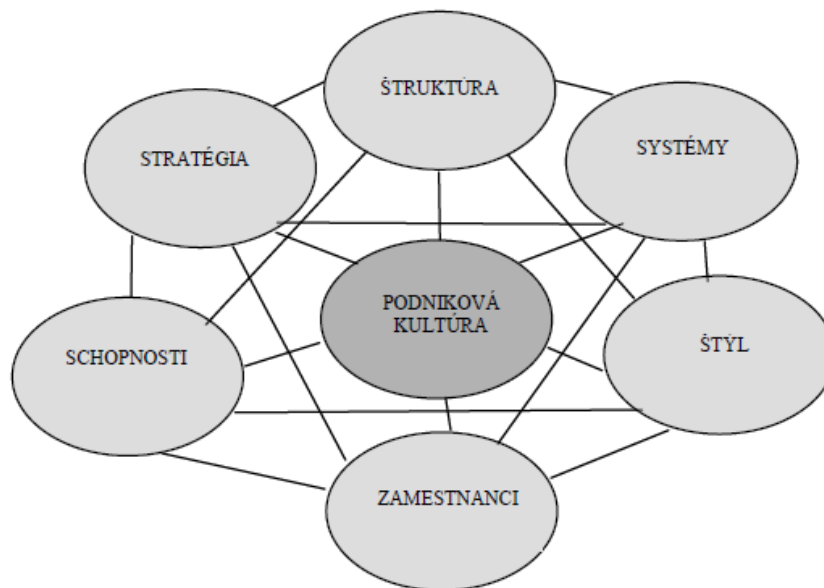 ŠTRUKTÚRA
STRATÉGIA
SYSTÉMY
PODNIKOVÁ
KULTÚRA
SCHOPNOSTI
ŠTÝL
ZAMESTNANCI